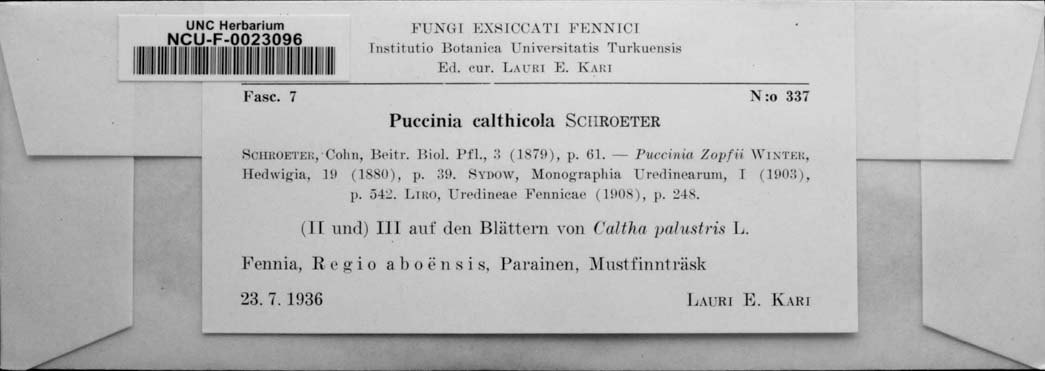 UNC Herbarium
NCU-F-0023096
FUNGI EXSICCATI FENNICI
Institutio Botanica Universitatis Turkuensis
Ed. cur. LAURI E. KARI
Fasc. 7 N:o 337
Puccinia calthicola SCHROETER
SCHROETER, Cohn, Beitr. Biol. Pfl., 3 (1879), p. 61. — Puccinia Zopfii WINTER,
Hedwigia, 19 (1880), p. 39. SYDOW, Monographia Uredinearum, I (1903),
p. 542. LIRO, Uredineae Fennicae (1908), p. 248.
(II und) III auf den Blättern von Caltha palustris L.
Fennia, Regio aboënsis, Parainen, Mustfinnträsk
23. 7. 1936 LAURI E. KARI